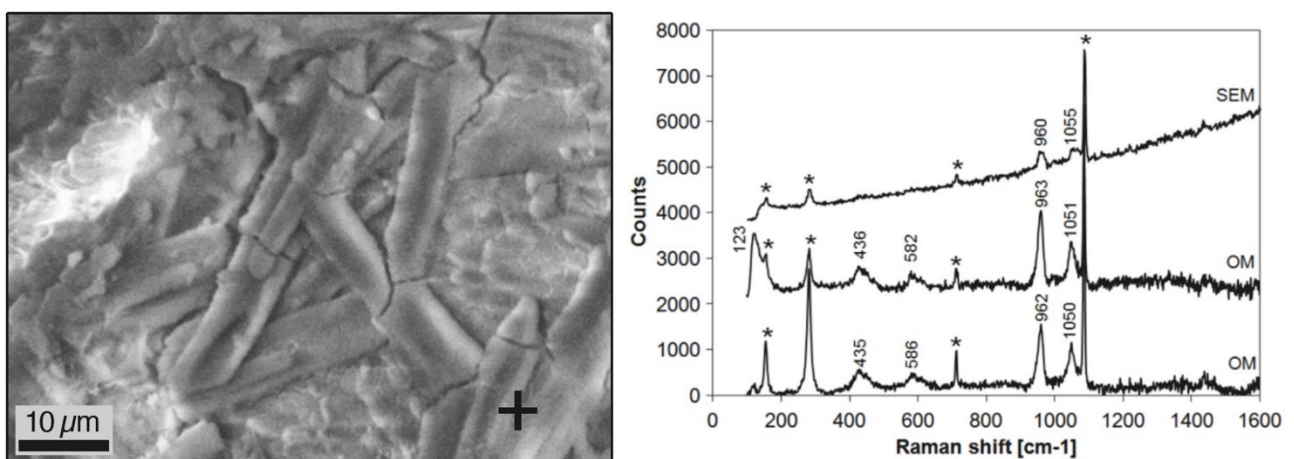 10 µm
8000
7000
6000
5000
4000
3000
2000
1000
0
Counts
0 200 400 600 800 1000 1200 1400 1600
Raman shift [cm-1]
* * * 960 1055 * SEM
123 * * 436 582 * 963 1051 OM
* 435 586 * 962 1050 OM